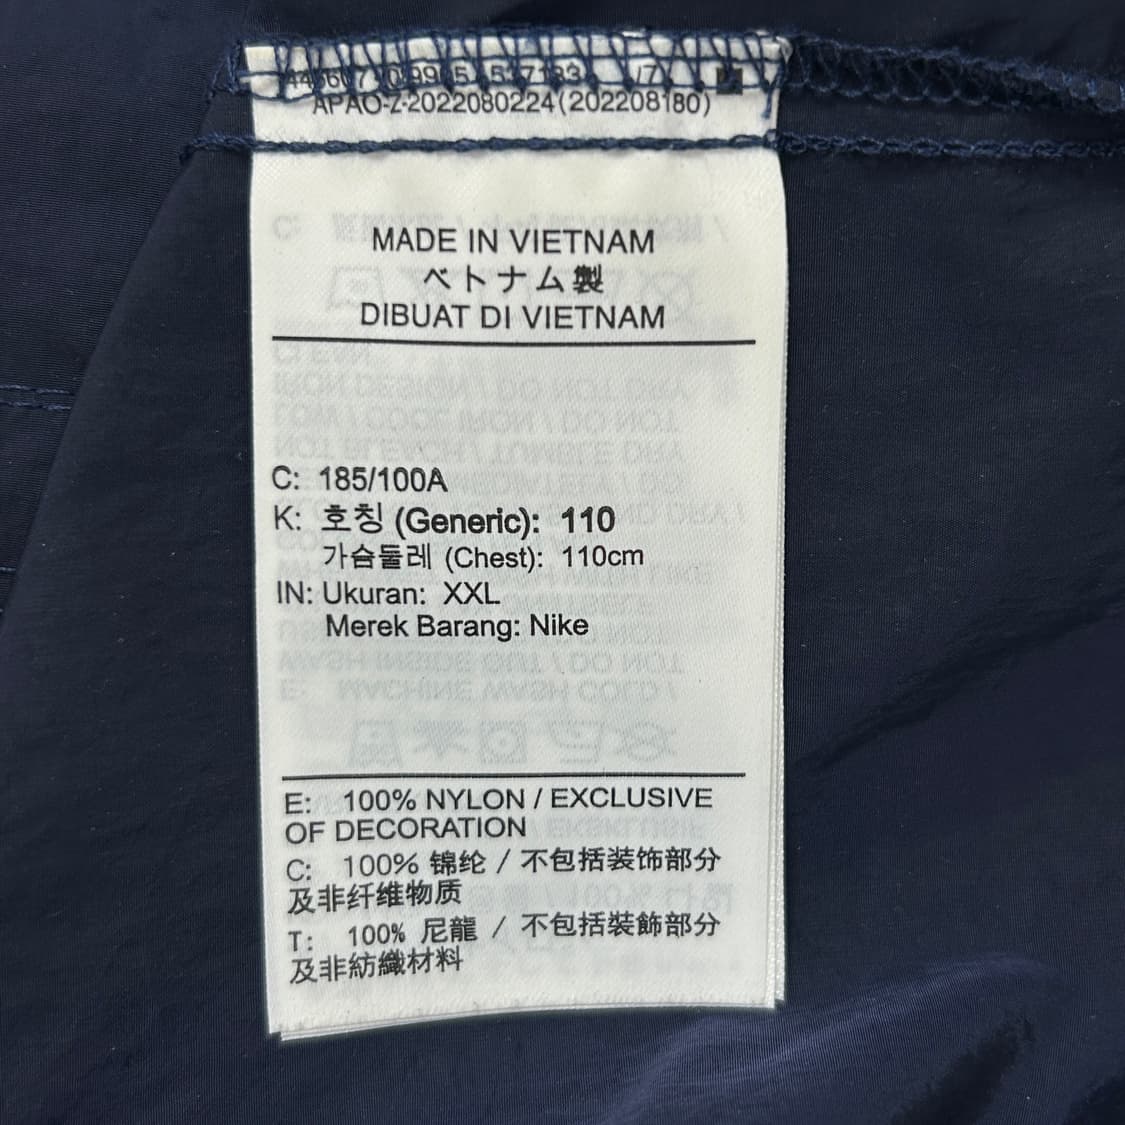 APAO-Z-2022080224(202208180)
MADE IN VIETNAM
ベトナム製
DIBUAT DI VIETNAM
C: 185/100A
K: 호칭 (Generic): 110
가슴둘레 (Chest): 110cm
IN: Ukuran: XXL
Merek Barang: Nike
E: 100% NYLON / EXCLUSIVE
OF DECORATION
C: 100% 锦纶 / 不包括装饰部分
及非纤维物质
T: 100% 尼龍 / 不包括裝飾部分
及非紡織材料